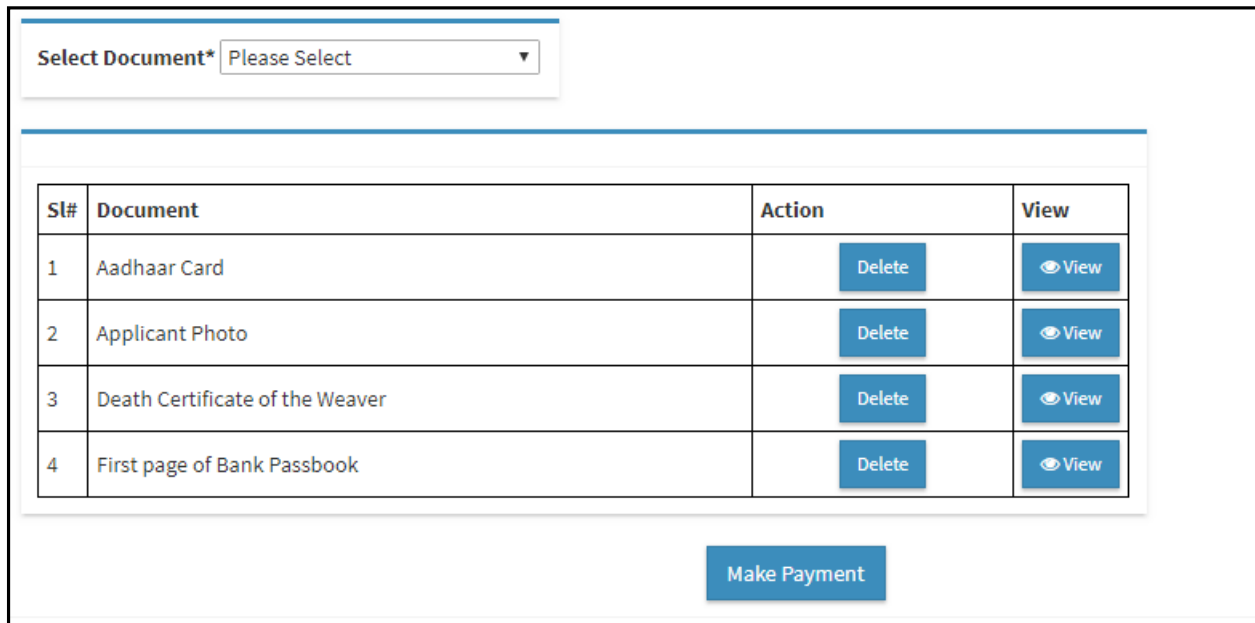 Select Document* Please Select
Sl# Document Action View
1 Aadhaar Card Delete View
2 Applicant Photo Delete View
3 Death Certificate of the Weaver Delete View
4 First page of Bank Passbook Delete View
Make Payment